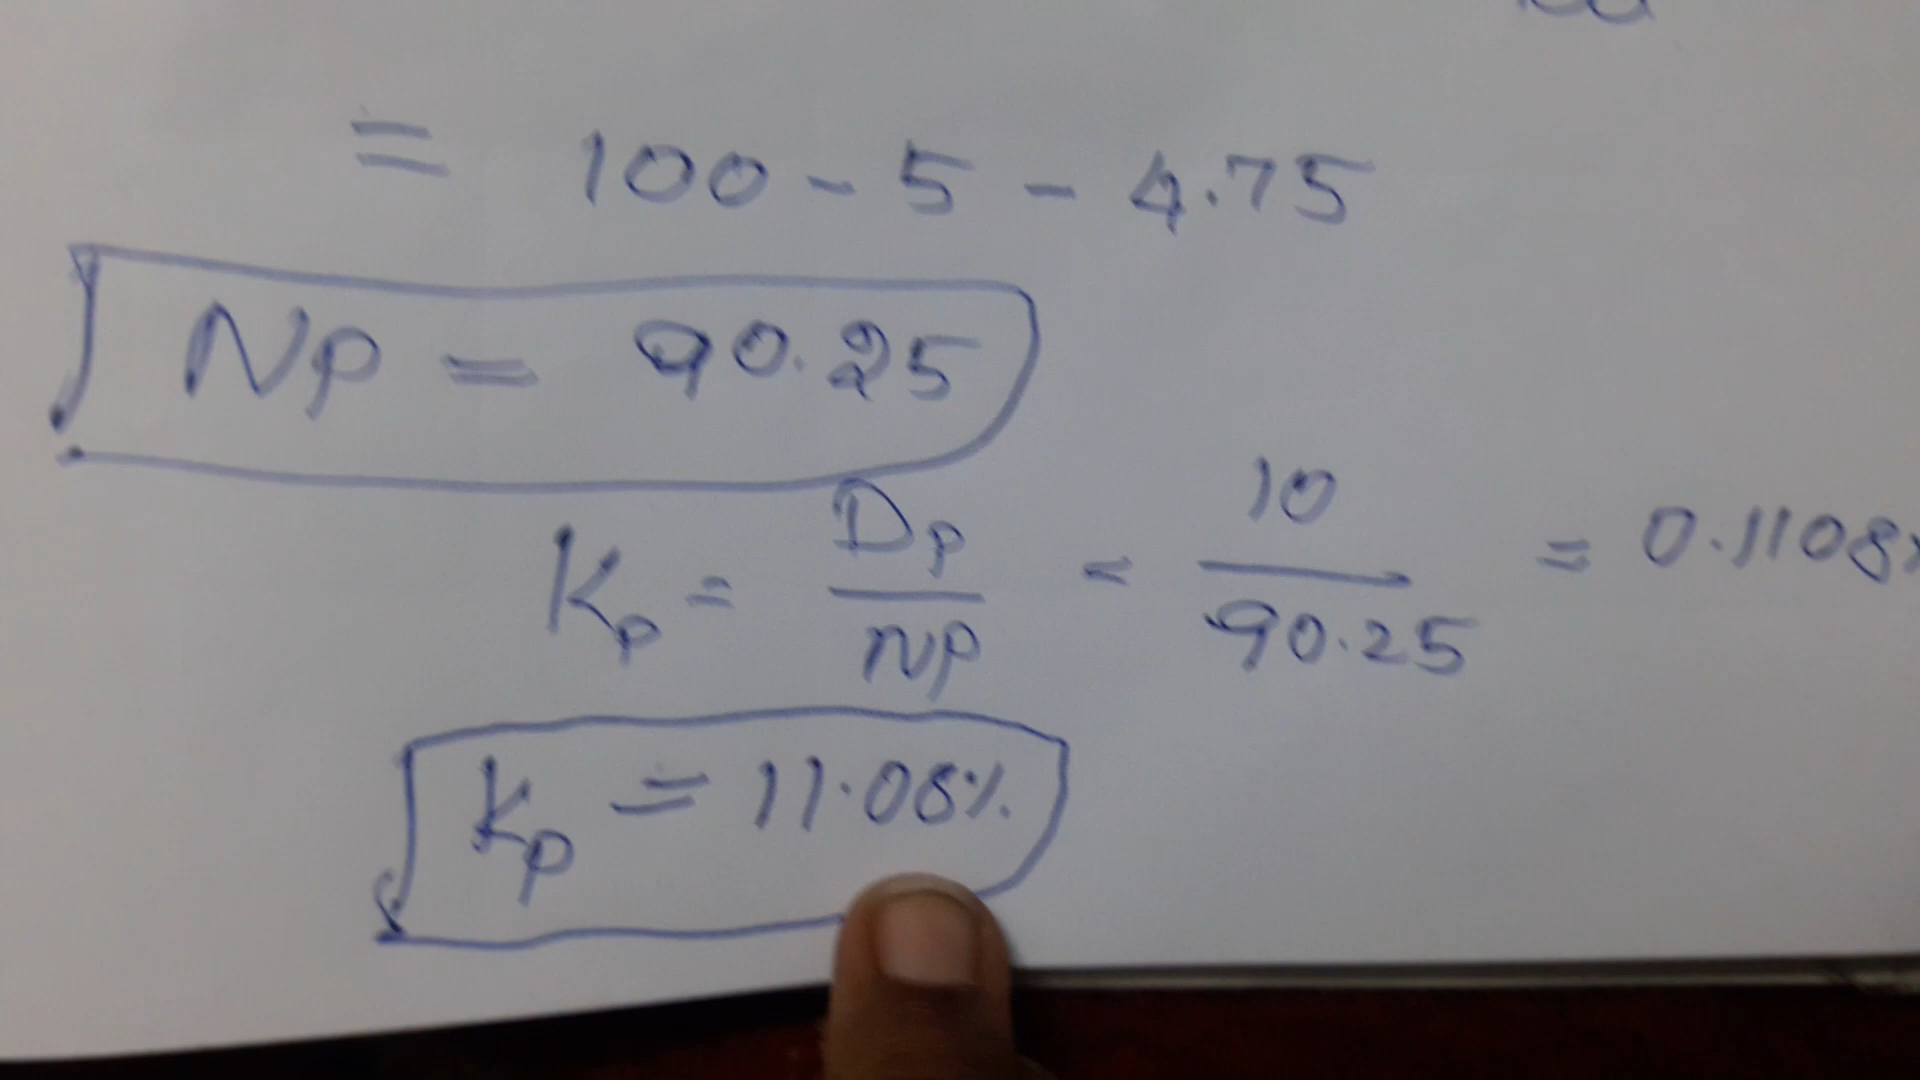 = 100 - 5 - 4.75
NP = 90.25
Kp = Dp / NP = 10 / 90.25 = 0.1108
Kp = 11.08%